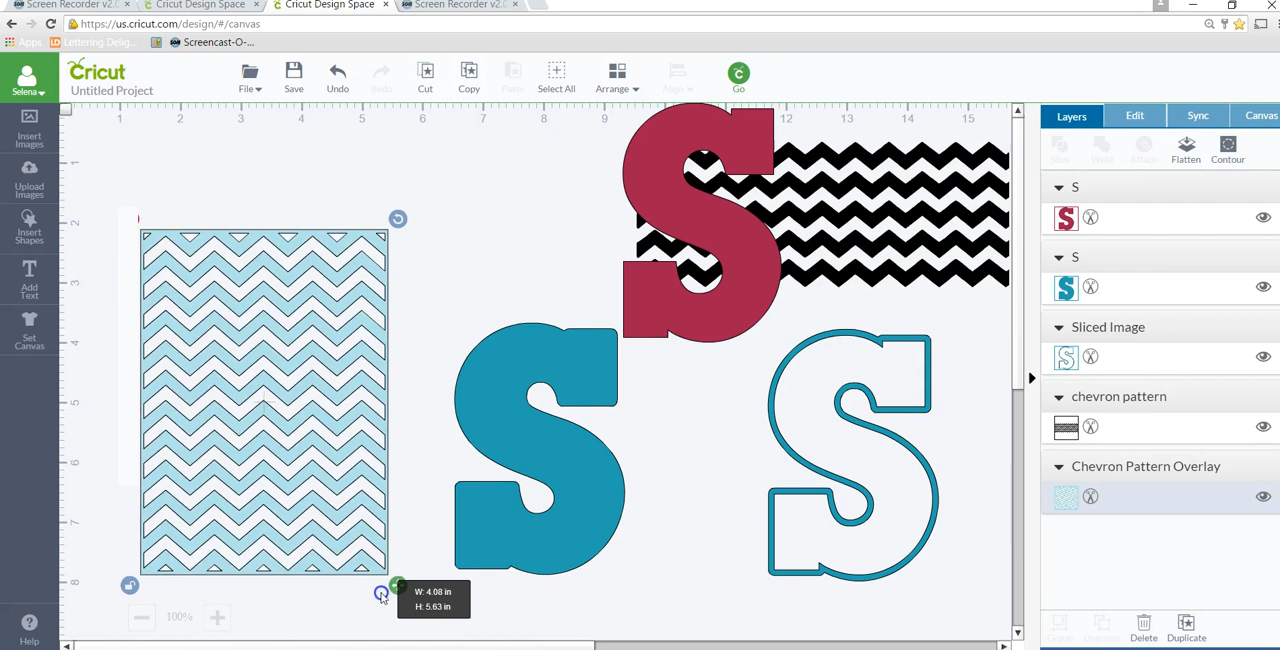 Screen Recorder v2.0
Cricut Design Space
Cricut Design Space
Screen Recorder v2.0
https://us.cricut.com/design/#/canvas
Apps
Lettering Delig...
Screencast-O-...
Selena
Cricut
Untitled Project
File
Save
Undo
Redo
Cut
Copy
Paste
Select All
Arrange
Align
Go
Insert
Images
Upload
Images
Insert
Shapes
Add
Text
Set
Canvas
Help
1 2 3 4 5 6 7 8 9 12 13 14 15
1
2
3
4
5
6
7
8
S
S
S
W: 4.08 in
H: 5.63 in
100%
Layers
Edit
Sync
Canvas
Slice
Weld
Attach
Flatten
Contour
S
S
Sliced Image
chevron pattern
Chevron Pattern Overlay
Group
Ungroup
Delete
Duplicate